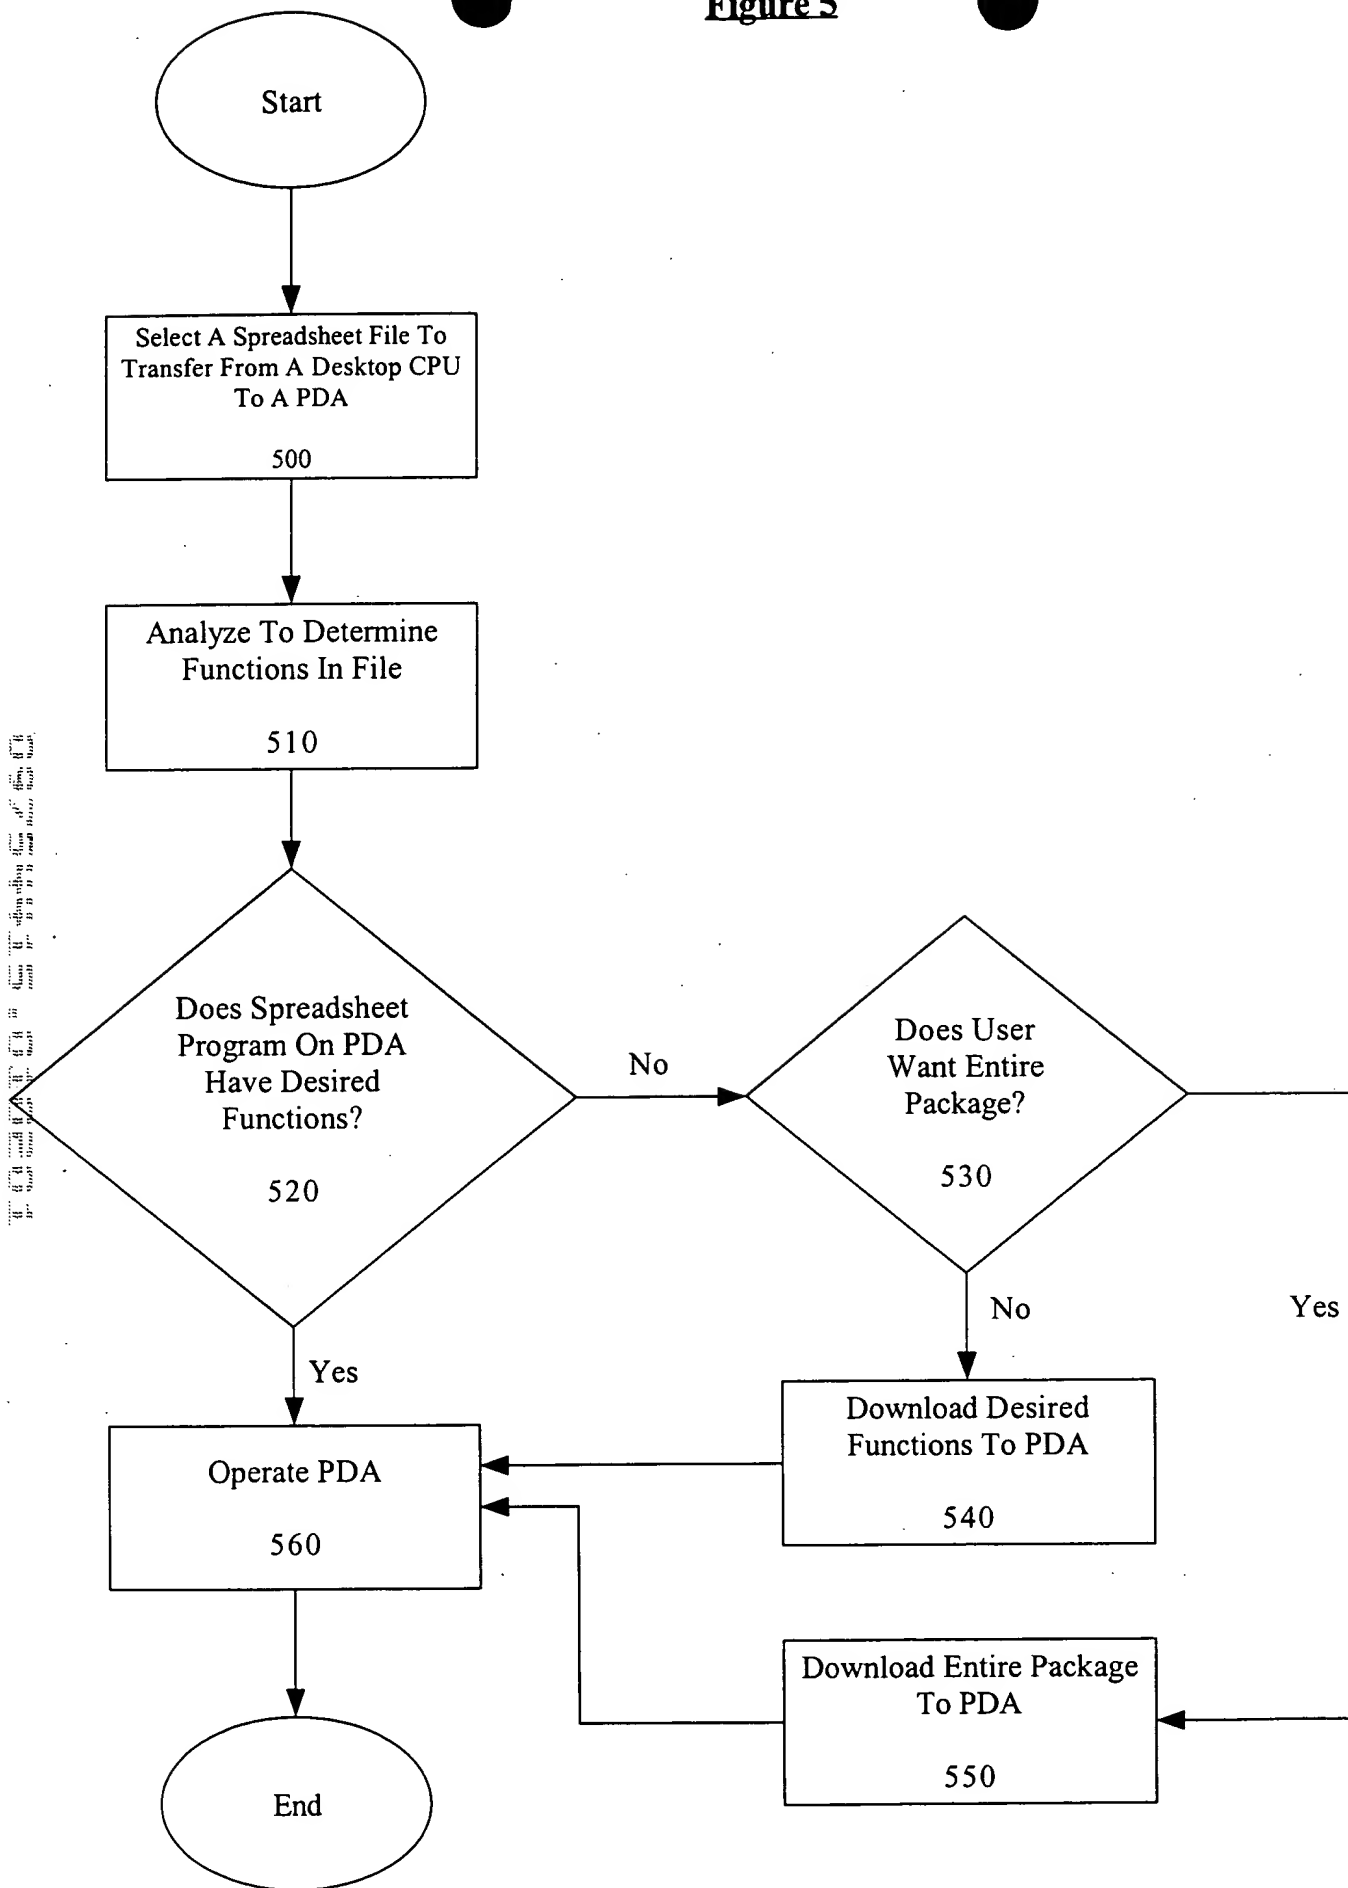 Figure 5
Start
Select A Spreadsheet File To
Transfer From A Desktop CPU
To A PDA
500
Analyze To Determine
Functions In File
510
Does Spreadsheet
Program On PDA
Have Desired
Functions?
520
No
Does User
Want Entire
Package?
530
No
Yes
Yes
Download Desired
Functions To PDA
540
Operate PDA
560
Download Entire Package
To PDA
550
End